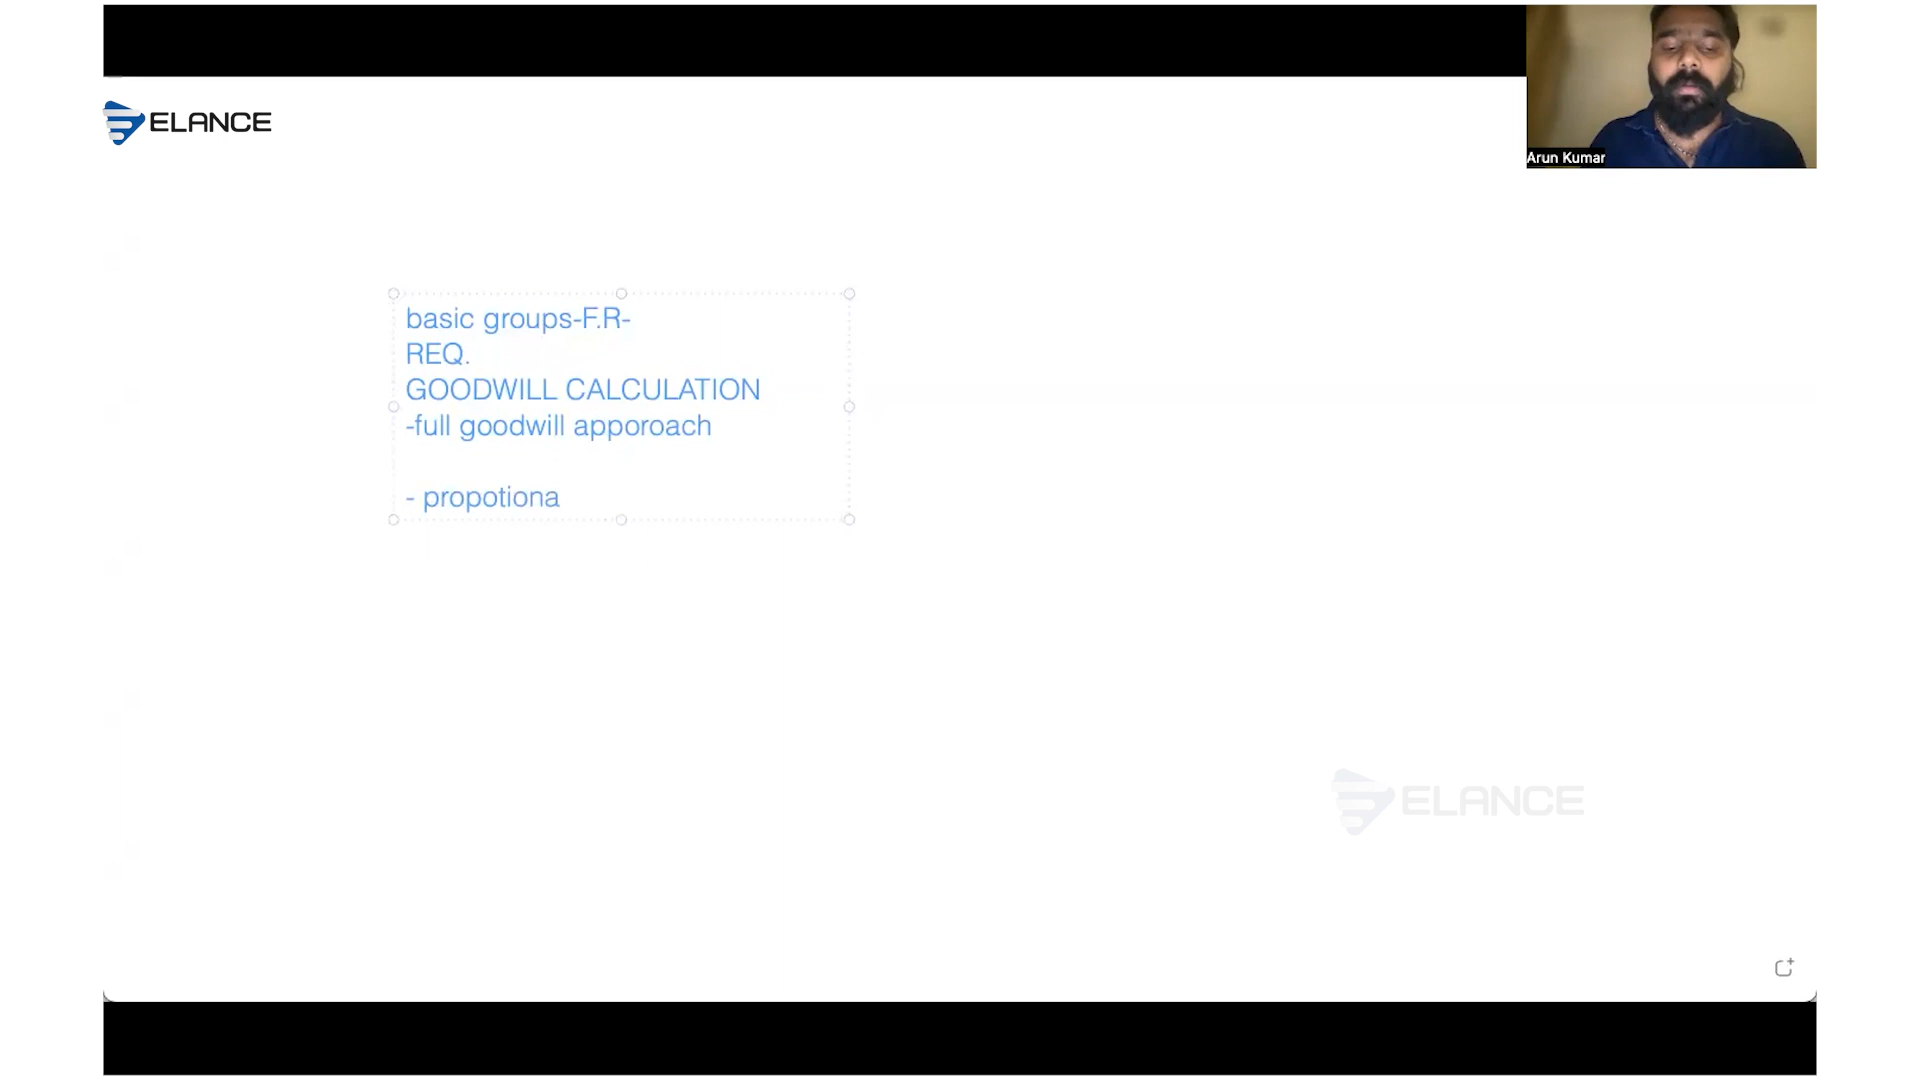 ELANCE
Arun Kumar
basic groups-F.R-
REQ.
GOODWILL CALCULATION
-full goodwill apporoach
- propotiona
ELANCE